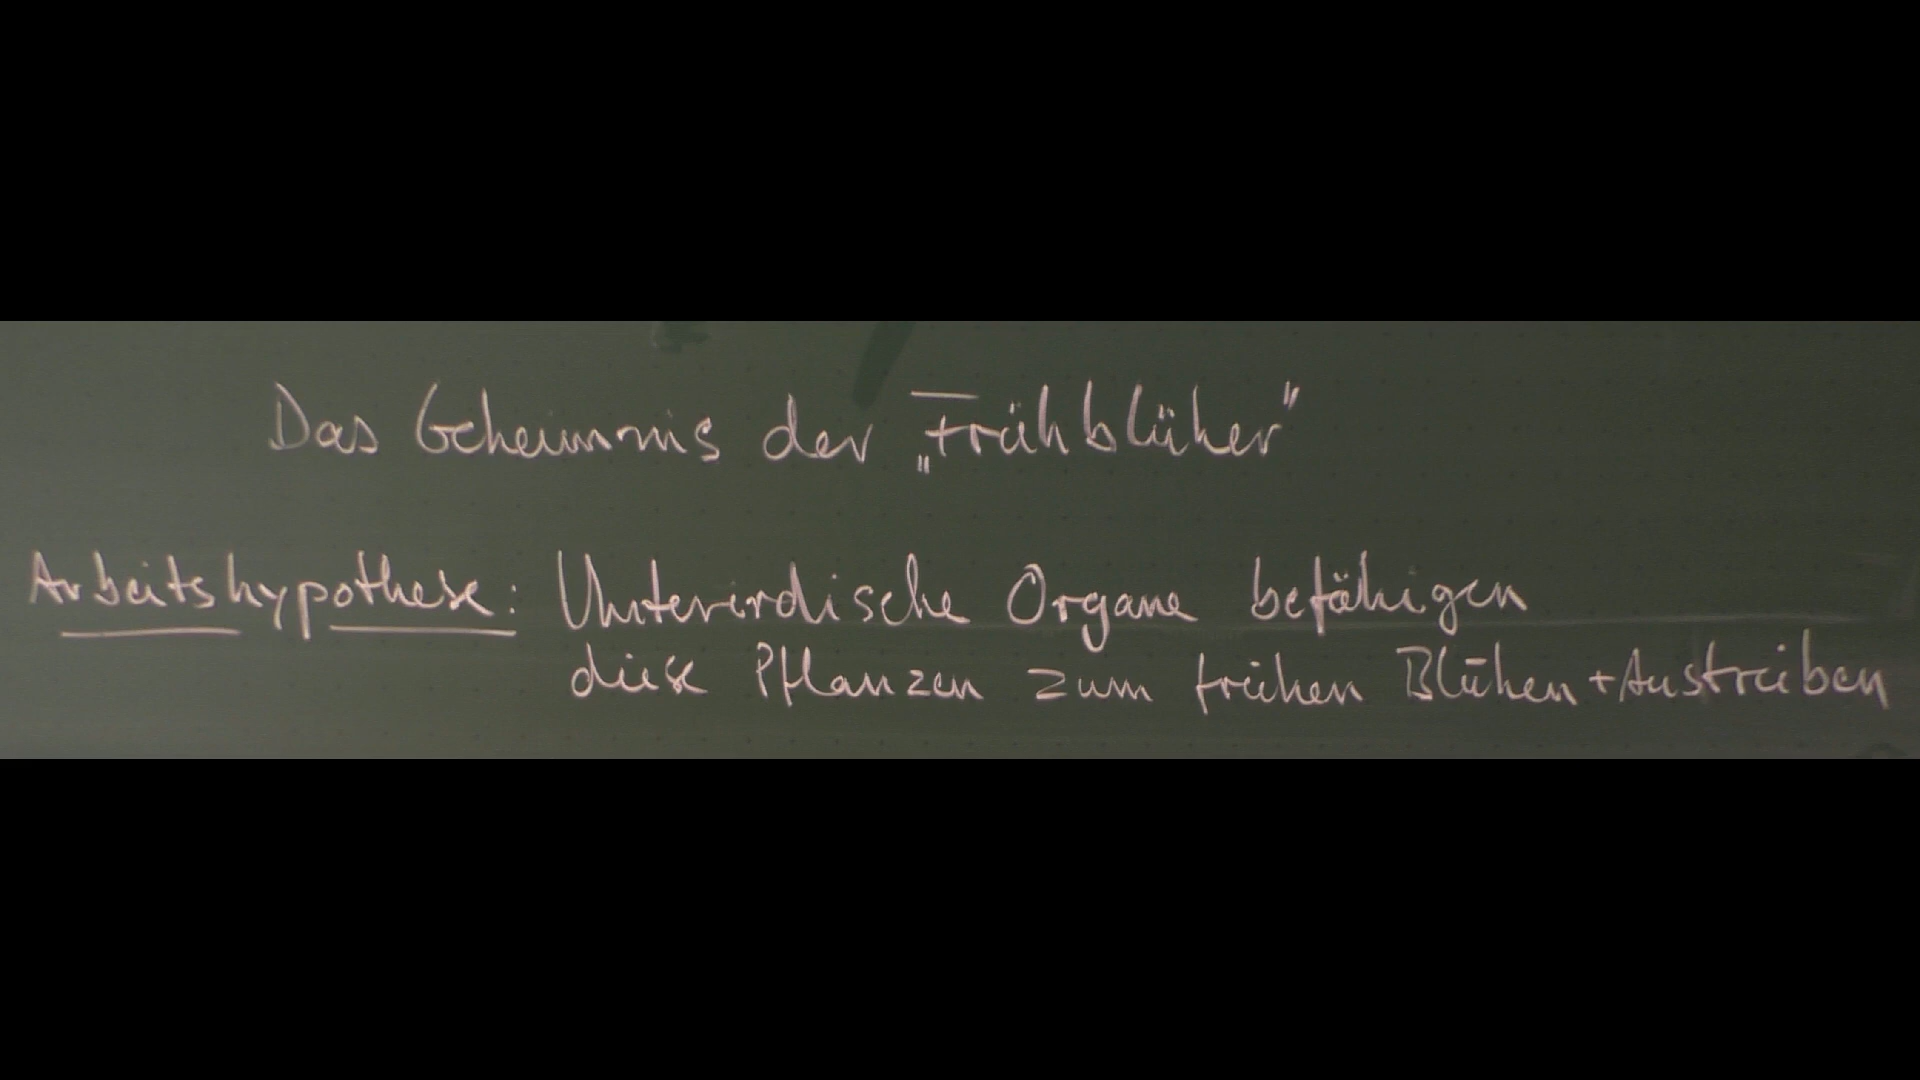 Das Geheimnis der „Frühblüher"
Arbeitshypothese: Unterirdische Organe befähigen
diese Pflanzen zum frühen Blühen + Austreiben